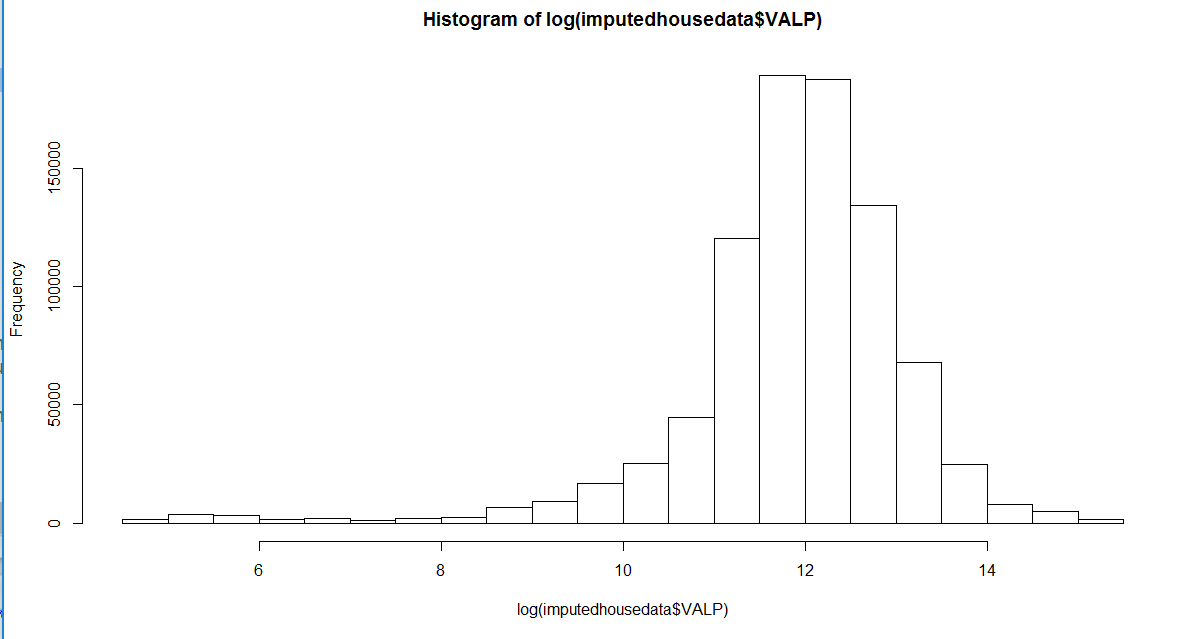 Histogram of log(imputedhousedata$VALP)
150000
100000
50000
0
Frequency
6 8 10 12 14
log(imputedhousedata$VALP)